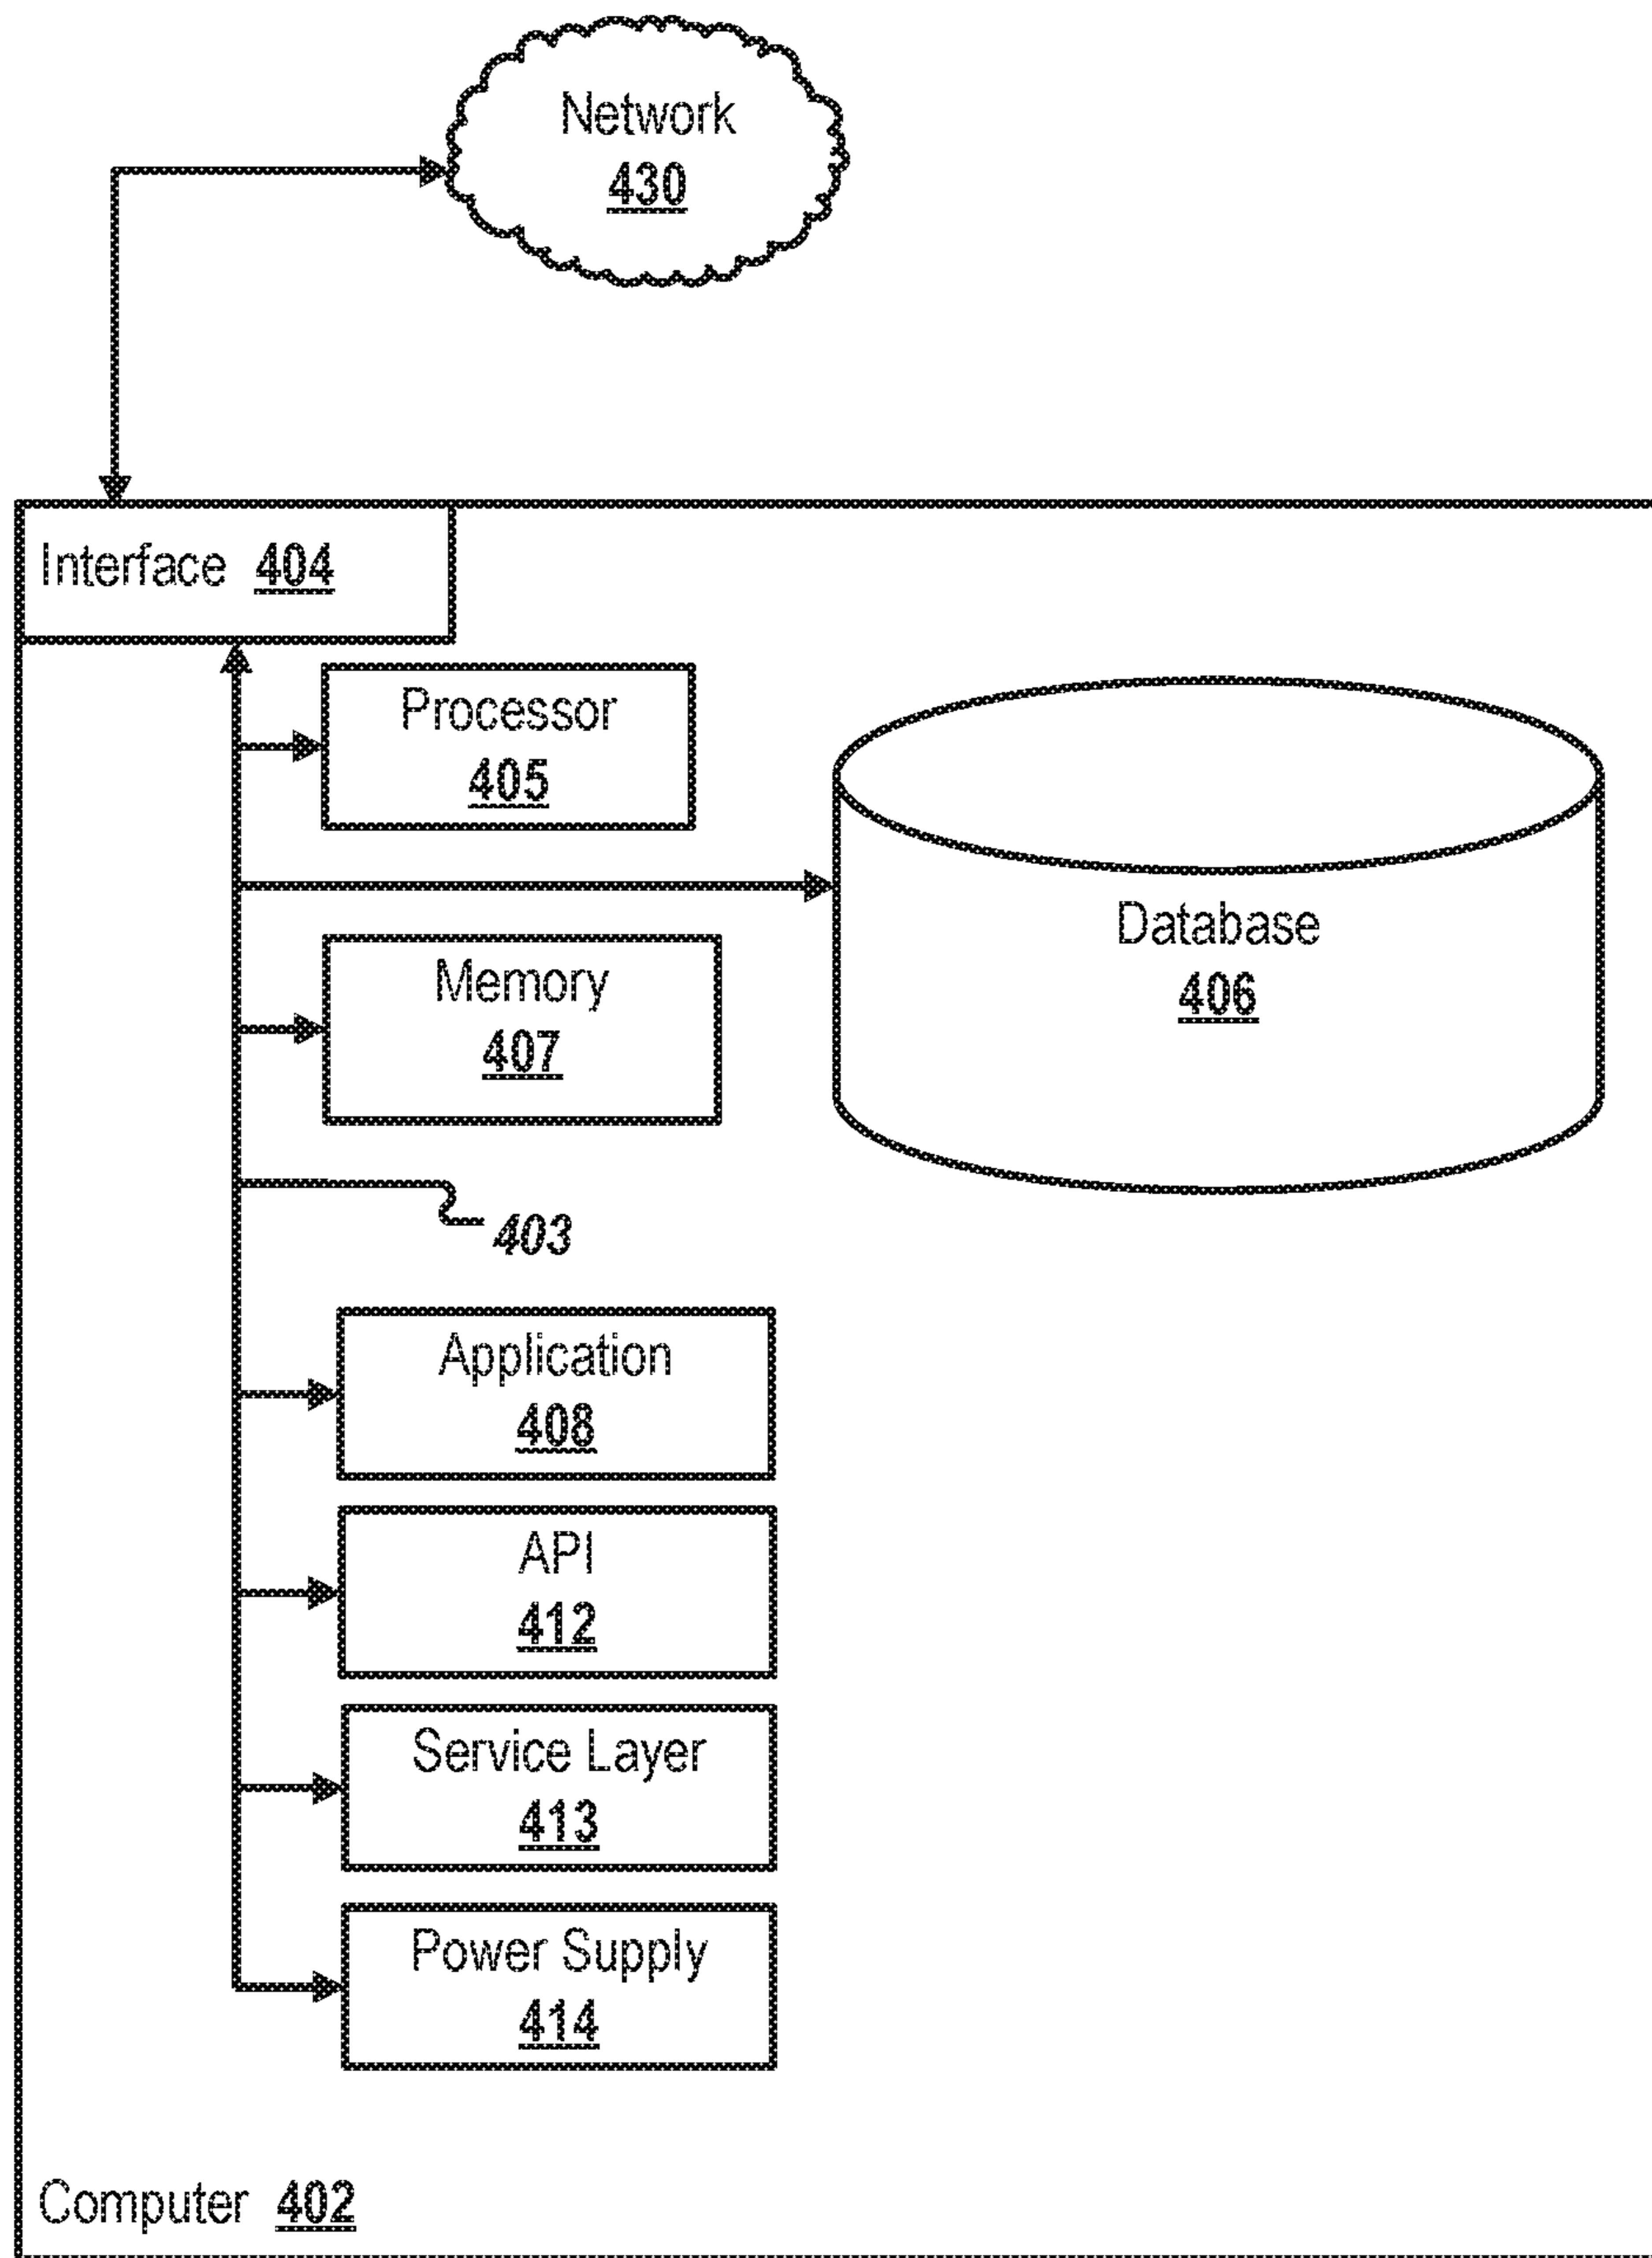 Network
430
Interface 404
Processor
405
Database
406
Memory
407
403
Application
408
API
412
Service Layer
413
Power Supply
414
Computer 402